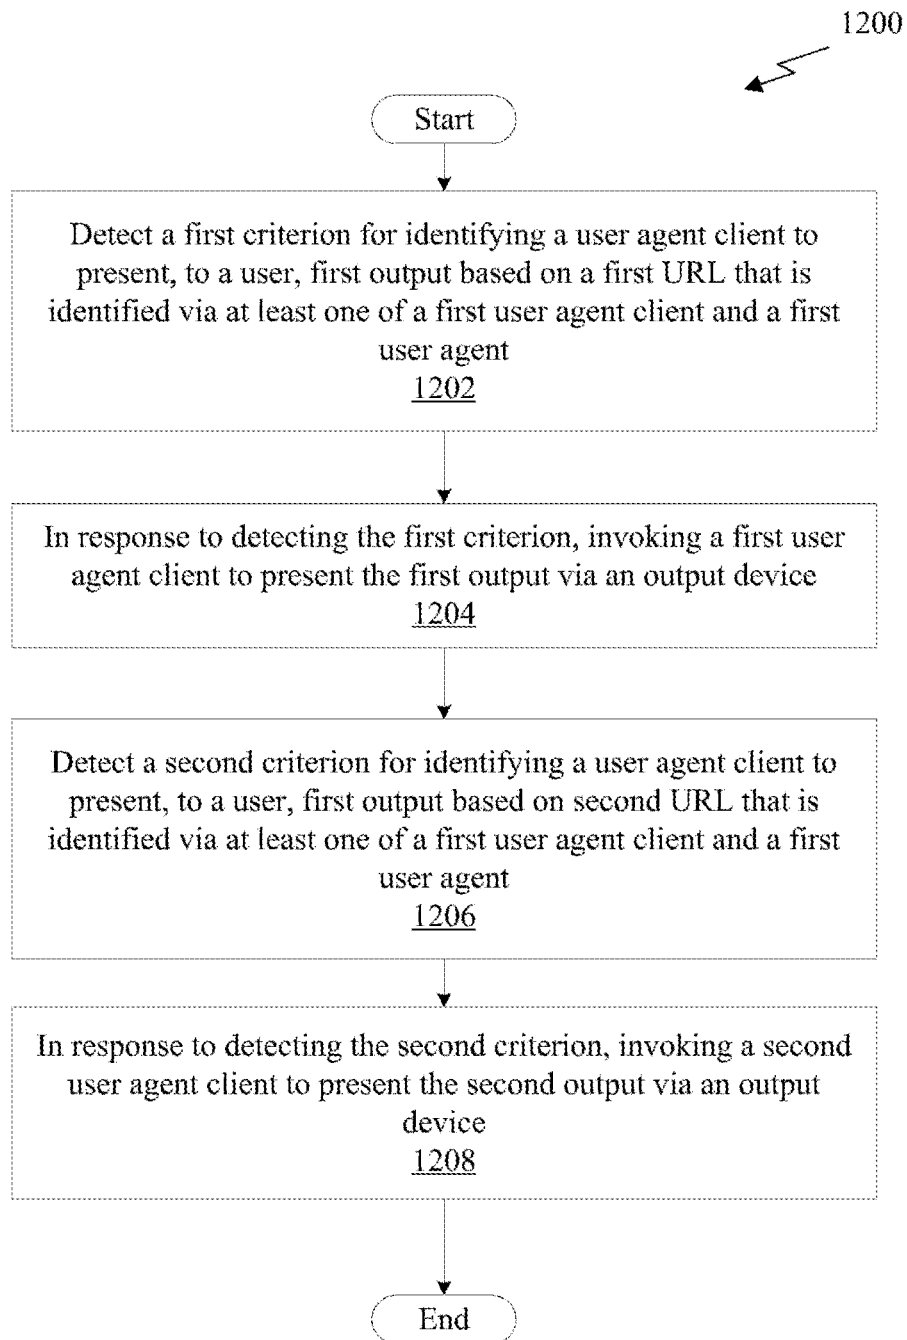 1200
Start
Detect a first criterion for identifying a user agent client to
present, to a user, first output based on a first URL that is
identified via at least one of a first user agent client and a first
user agent
1202
In response to detecting the first criterion, invoking a first user
agent client to present the first output via an output device
1204
Detect a second criterion for identifying a user agent client to
present, to a user, first output based on second URL that is
identified via at least one of a first user agent client and a first
user agent
1206
In response to detecting the second criterion, invoking a second
user agent client to present the second output via an output
device
1208
End